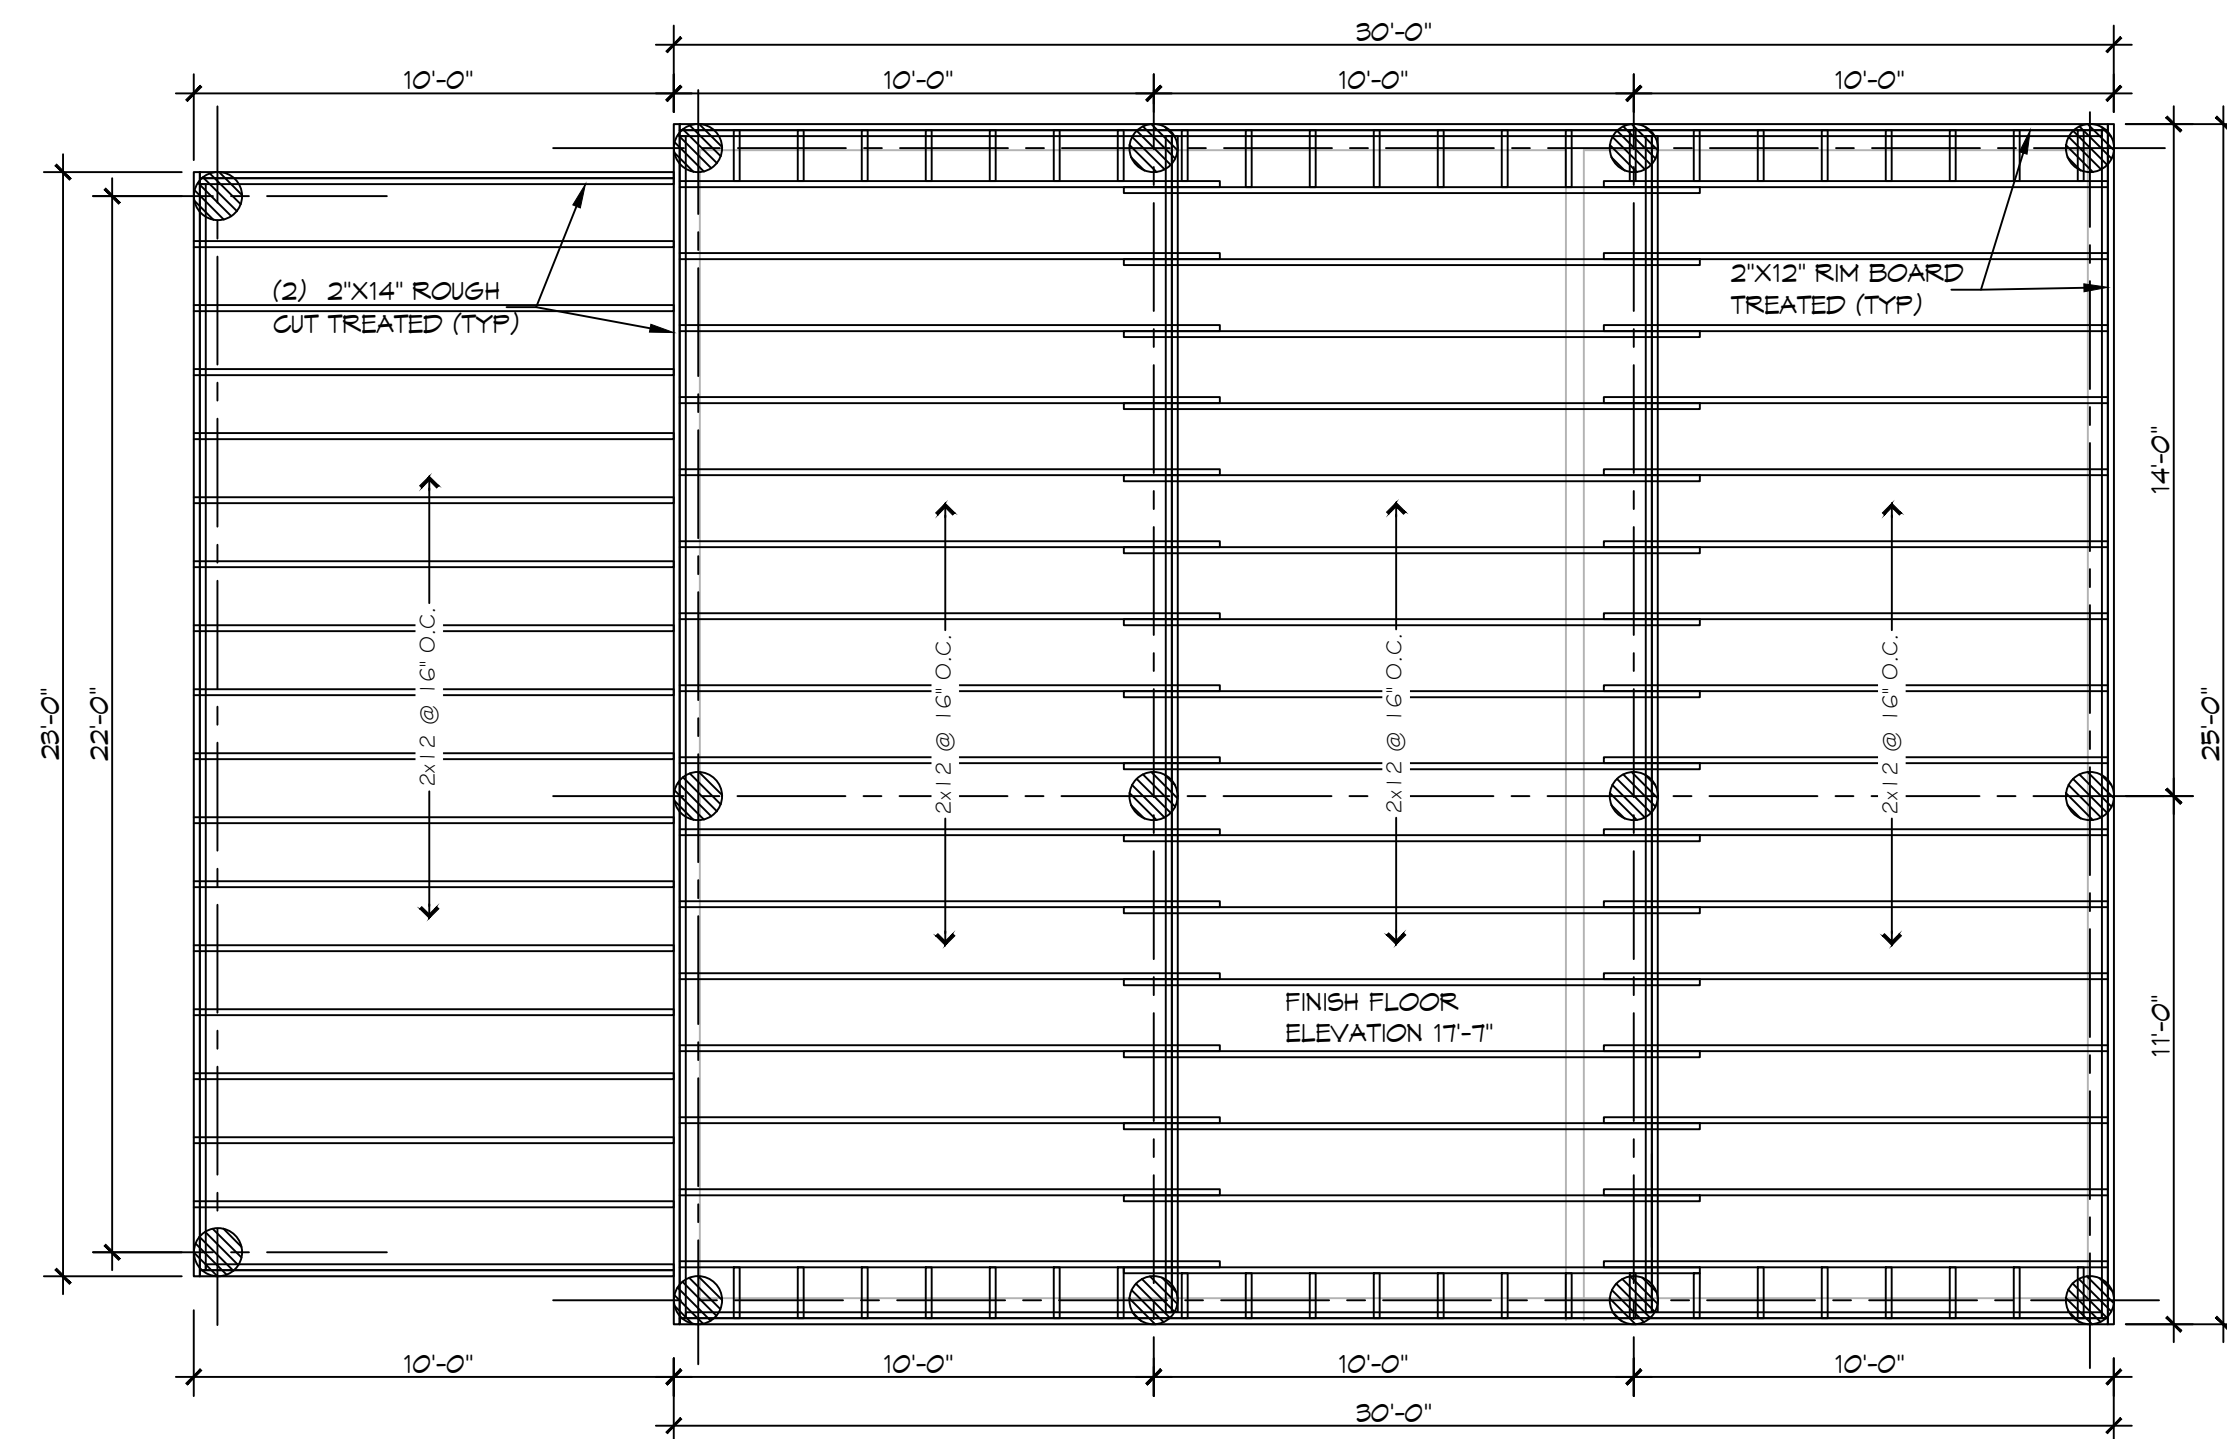 30'-0"
10'-0"
10'-0"
10'-0"
10'-0"
(2) 2"X14" ROUGH
CUT TREATED (TYP)
2"X12" RIM BOARD
TREATED (TYP)
14'-0"
23'-0"
22'-0"
2x12 @ 16" O.C.
2x12 @ 16" O.C.
2x12 @ 16" O.C.
2x12 @ 16" O.C.
25'-0"
FINISH FLOOR
ELEVATION 17'-7"
11'-0"
10'-0"
10'-0"
10'-0"
10'-0"
30'-0"